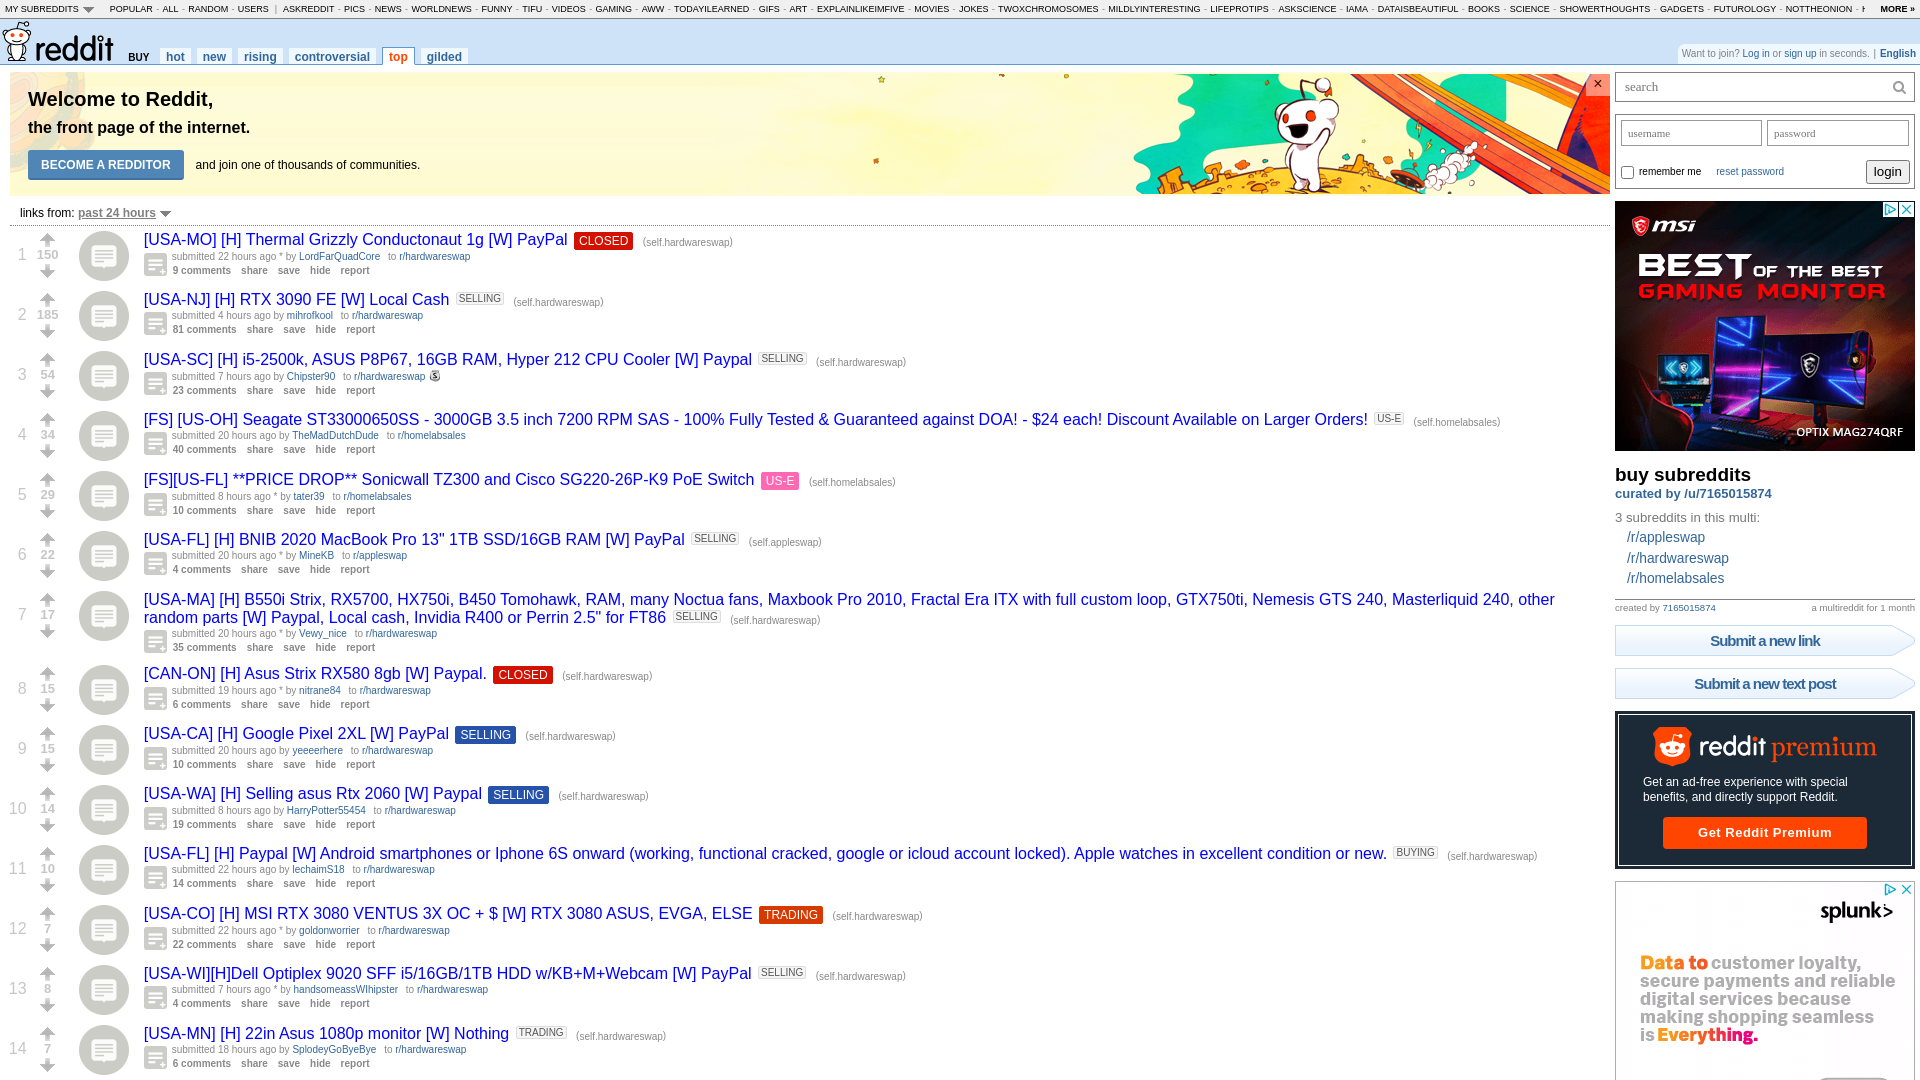 MY SUBREDDITS POPULAR - ALL - RANDOM - USERS | ASKREDDIT - PICS - NEWS - WORLDNEWS - FUNNY - TIFU - VIDEOS - GAMING - AWW - TODAYILEARNED - GIFS - ART - EXPLAINLIKEIMFIVE - MOVIES - JOKES - TWOXCHROMOSOMES - MILDLYINTERESTING - LIFEPROTIPS - ASKSCIENCE - IAMA - DATAISBEAUTIFUL - BOOKS - SCIENCE - SHOWERTHOUGHTS - GADGETS - FUTUROLOGY - NOTTHEONION - MORE »
reddit BUY hot new rising controversial top gilded
Want to join? Log in or sign up in seconds. | English
Welcome to Reddit,
the front page of the internet.
BECOME A REDDITOR and join one of thousands of communities.
×
links from: past 24 hours
1 150 [USA-MO] [H] Thermal Grizzly Conductonaut 1g [W] PayPal CLOSED (self.hardwareswap)
submitted 22 hours ago * by LordFarQuadCore to r/hardwareswap
9 comments share save hide report
2 185 [USA-NJ] [H] RTX 3090 FE [W] Local Cash SELLING (self.hardwareswap)
submitted 4 hours ago by mihrofkool to r/hardwareswap
81 comments share save hide report
3 54 [USA-SC] [H] i5-2500k, ASUS P8P67, 16GB RAM, Hyper 212 CPU Cooler [W] Paypal SELLING (self.hardwareswap)
submitted 7 hours ago by Chipster90 to r/hardwareswap
23 comments share save hide report
4 34 [FS] [US-OH] Seagate ST33000650SS - 3000GB 3.5 inch 7200 RPM SAS - 100% Fully Tested & Guaranteed against DOA! - $24 each! Discount Available on Larger Orders! US-E (self.homelabsales)
submitted 20 hours ago by TheMadDutchDude to r/homelabsales
40 comments share save hide report
5 29 [FS][US-FL] **PRICE DROP** Sonicwall TZ300 and Cisco SG220-26P-K9 PoE Switch US-E (self.homelabsales)
submitted 8 hours ago * by tater39 to r/homelabsales
10 comments share save hide report
6 22 [USA-FL] [H] BNIB 2020 MacBook Pro 13" 1TB SSD/16GB RAM [W] PayPal SELLING (self.appleswap)
submitted 20 hours ago * by MineKB to r/appleswap
4 comments share save hide report
7 17 [USA-MA] [H] B550i Strix, RX5700, HX750i, B450 Tomohawk, RAM, many Noctua fans, Maxbook Pro 2010, Fractal Era ITX with full custom loop, GTX750ti, Nemesis GTS 240, Masterliquid 240, other
random parts [W] Paypal, Local cash, Invidia R400 or Perrin 2.5" for FT86 SELLING (self.hardwareswap)
submitted 20 hours ago * by Vewy_nice to r/hardwareswap
35 comments share save hide report
8 15 [CAN-ON] [H] Asus Strix RX580 8gb [W] Paypal. CLOSED (self.hardwareswap)
submitted 19 hours ago * by nitrane84 to r/hardwareswap
6 comments share save hide report
9 15 [USA-CA] [H] Google Pixel 2XL [W] PayPal SELLING (self.hardwareswap)
submitted 20 hours ago by yeeeerhere to r/hardwareswap
10 comments share save hide report
10 14 [USA-WA] [H] Selling asus Rtx 2060 [W] Paypal SELLING (self.hardwareswap)
submitted 8 hours ago by HarryPotter55454 to r/hardwareswap
19 comments share save hide report
11 10 [USA-FL] [H] Paypal [W] Android smartphones or Iphone 6S onward (working, functional cracked, google or icloud account locked). Apple watches in excellent condition or new. BUYING (self.hardwareswap)
submitted 22 hours ago by lechaimS18 to r/hardwareswap
14 comments share save hide report
12 7 [USA-CO] [H] MSI RTX 3080 VENTUS 3X OC + $ [W] RTX 3080 ASUS, EVGA, ELSE TRADING (self.hardwareswap)
submitted 22 hours ago * by goldonworrier to r/hardwareswap
22 comments share save hide report
13 8 [USA-WI][H]Dell Optiplex 9020 SFF i5/16GB/1TB HDD w/KB+M+Webcam [W] PayPal SELLING (self.hardwareswap)
submitted 7 hours ago * by handsomeassWIhipster to r/hardwareswap
4 comments share save hide report
14 7 [USA-MN] [H] 22in Asus 1080p monitor [W] Nothing TRADING (self.hardwareswap)
submitted 18 hours ago by SplodeyGoByeBye to r/hardwareswap
6 comments share save hide report
search
username password
remember me reset password login
msi
BEST OF THE BEST
GAMING MONITOR
OPTIX MAG274QRF
buy subreddits
curated by /u/7165015874
3 subreddits in this multi:
/r/appleswap
/r/hardwareswap
/r/homelabsales
created by 7165015874 a multireddit for 1 month
Submit a new link
Submit a new text post
reddit premium
Get an ad-free experience with special
benefits, and directly support Reddit.
Get Reddit Premium
splunk>
Data to customer loyalty,
secure payments and reliable
digital services because
making shopping seamless
is Everything.